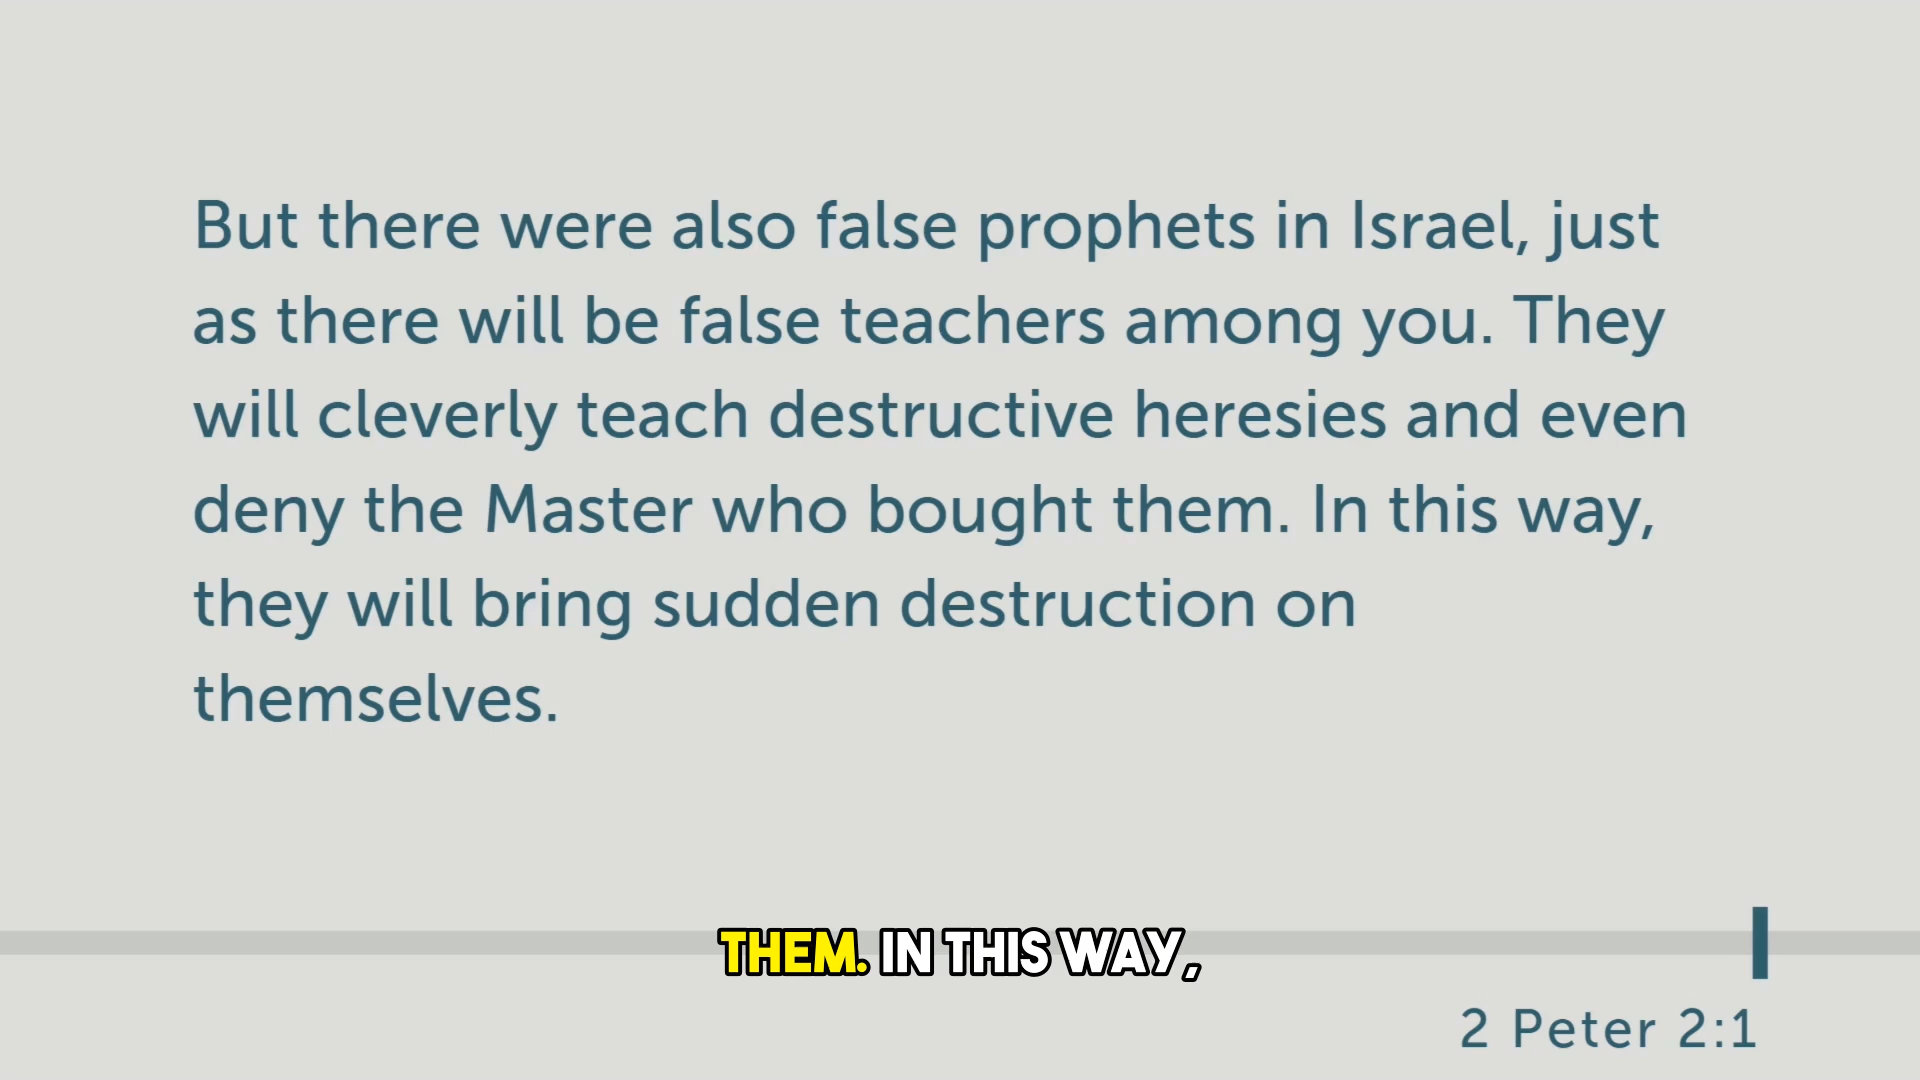 But there were also false prophets in Israel, just
as there will be false teachers among you. They
will cleverly teach destructive heresies and even
deny the Master who bought them. In this way,
they will bring sudden destruction on
themselves.
THEM. IN THIS WAY,
2 Peter 2:1